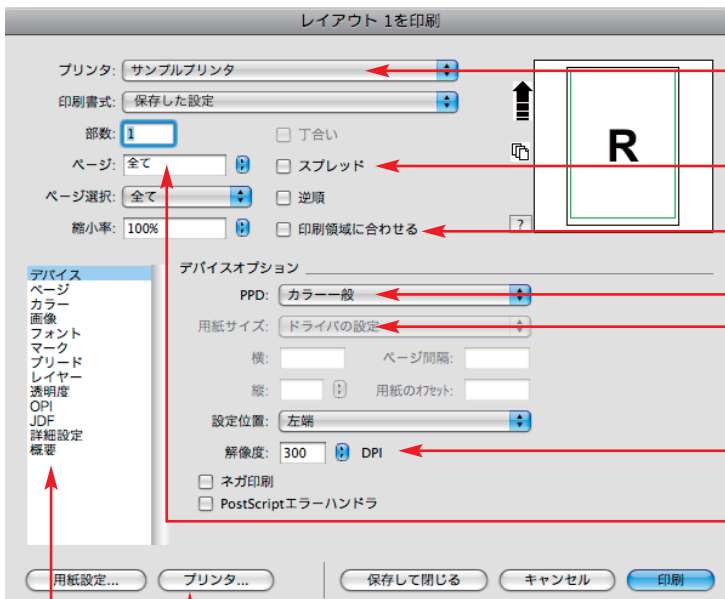 レイアウト 1を印刷
プリンタ: サンプルプリンタ
印刷書式: 保存した設定
部数: 1 丁合い
ページ: 全て スプレッド
ページ選択: 全て 逆順
縮小率: 100% 印刷領域に合わせる
R
?
デバイス
ページ
カラー
画像
フォント
マーク
ブリード
レイヤー
透明度
OPI
JDF
詳細設定
概要
デバイスオプション
PPD: カラー一般
用紙サイズ: ドライバの設定
横: ページ間隔:
縦: 用紙のオフセット:
設定位置: 左端
解像度: 300 DPI
ネガ印刷
PostScriptエラーハンドラ
用紙設定... プリンタ... 保存して閉じる キャンセル 印刷